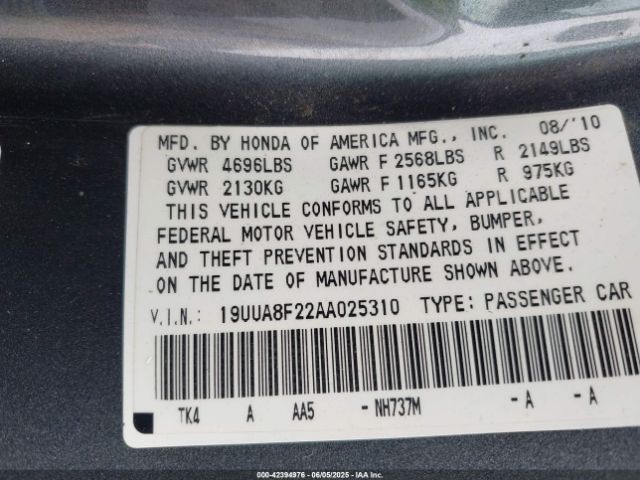 MFD. BY HONDA OF AMERICA MFG., INC. 08/'10
GVWR 4696LBS GAWR F 2568LBS R 2149LBS
GVWR 2130KG GAWR F 1165KG R 975KG
THIS VEHICLE CONFORMS TO ALL APPLICABLE
FEDERAL MOTOR VEHICLE SAFETY, BUMPER,
AND THEFT PREVENTION STANDARDS IN EFFECT
ON THE DATE OF MANUFACTURE SHOWN ABOVE.
V.I.N.: 19UUA8F22AA025310 TYPE: PASSENGER CAR
TK4 A AA5 - NH737M - A - A
00-42394976 - 06/05/2025 - IAA Inc.